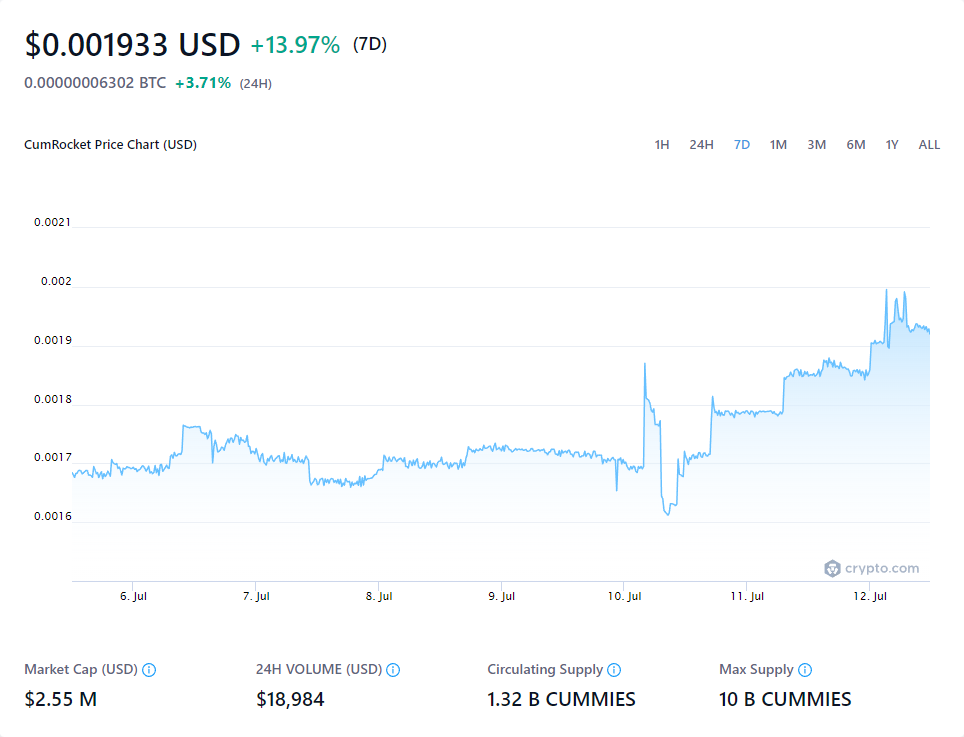 $0.001933 USD +13.97% (7D)
0.00000006302 BTC +3.71% (24H)
CumRocket Price Chart (USD) 1H 24H 7D 1M 3M 6M 1Y ALL
0.0021
0.002
0.0019
0.0018
0.0017
0.0016
crypto.com
6. Jul 7. Jul 8. Jul 9. Jul 10. Jul 11. Jul 12. Jul
Market Cap (USD) 24H VOLUME (USD) Circulating Supply Max Supply
$2.55 M $18,984 1.32 B CUMMIES 10 B CUMMIES